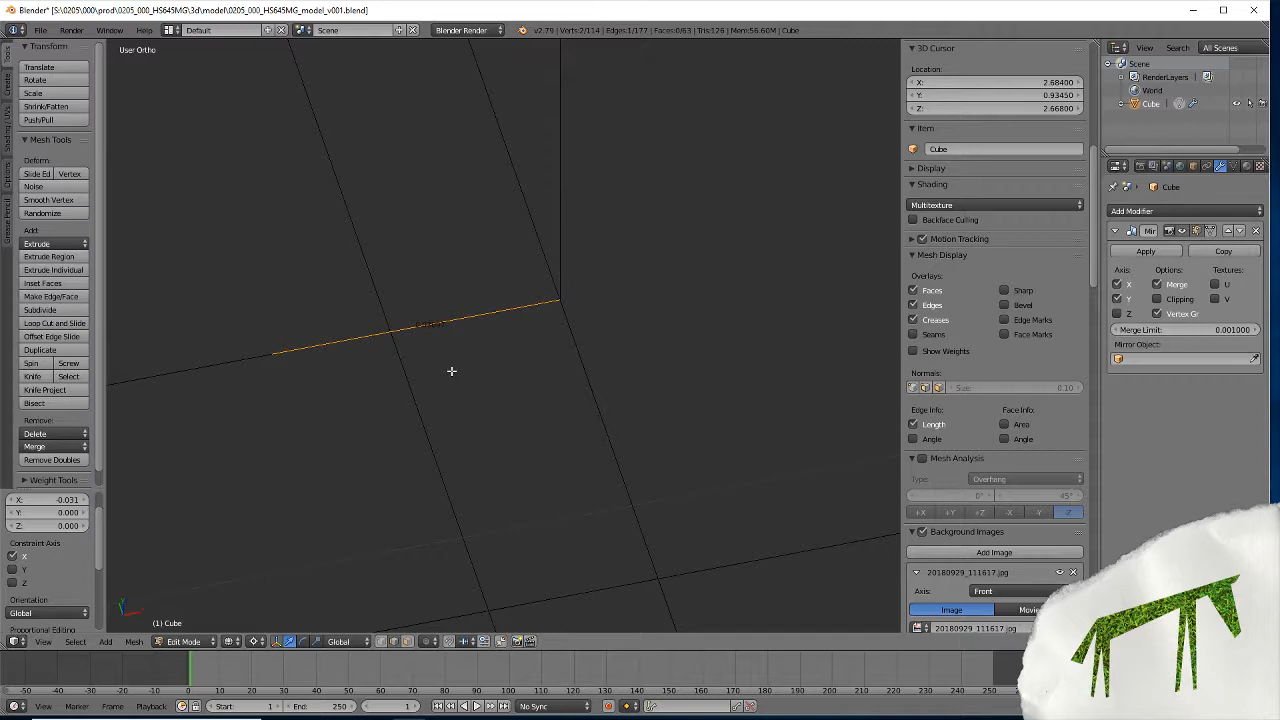 Blender* [S:\0205\000\prod\0205_000_HS645MG\3d\model\0205_000_HS645MG_model_v001.blend]
File Render Window Help Default Scene Blender Render v2.79 | Verts:2/114 | Edges:1/177 | Faces:0/63 | Tris:126 | Mem:56.60M | Cube
Tools
Create
Shading / UVs
Options
Grease Pencil
Transform
Translate
Rotate
Scale
Shrink/Fatten
Push/Pull
Mesh Tools
Deform:
Slide Ed Vertex
Noise
Smooth Vertex
Randomize
Add:
Extrude
Extrude Region
Extrude Individual
Inset Faces
Make Edge/Face
Subdivide
Loop Cut and Slide
Offset Edge Slide
Duplicate
Spin Screw
Knife Select
Knife Project
Bisect
Remove:
Delete
Merge
Remove Doubles
Weight Tools
X: -0.031
Y: 0.000
Z: 0.000
Constraint Axis
X
Y
Z
Orientation
Global
Proportional Editing
User Ortho
(1) Cube
View Select Add Mesh Edit Mode Global
3D Cursor
Location:
X: 2.68400
Y: 0.93450
Z: 2.66800
Item
Cube
Display
Shading
Multitexture
Backface Culling
Motion Tracking
Mesh Display
Overlays:
Faces Sharp
Edges Bevel
Creases Edge Marks
Seams Face Marks
Show Weights
Normals:
Size: 0.10
Edge Info: Face Info:
Length Area
Angle Angle
Mesh Analysis
Type: Overhang
0° 45°
+X +Y +Z -X -Y -Z
Background Images
Add Image
20180929_111617.jpg
Axis: Front
Image Movie
20180929_111617.jpg
View Search All Scenes
Scene
RenderLayers
World
Cube
Cube
Add Modifier
Mir
Apply Copy
Axis: Options: Textures:
X Merge U
Y Clipping V
Z Vertex Gr
Merge Limit: 0.001000
Mirror Object:
-50 -40 -30 -20 -10 0 10 20 30 40 50 60 70 80 90 100 110 120 130 140 150 160 170 180 190 200 210 220 230 240 250
View Marker Frame Playback Start: 1 End: 250 1 No Sync